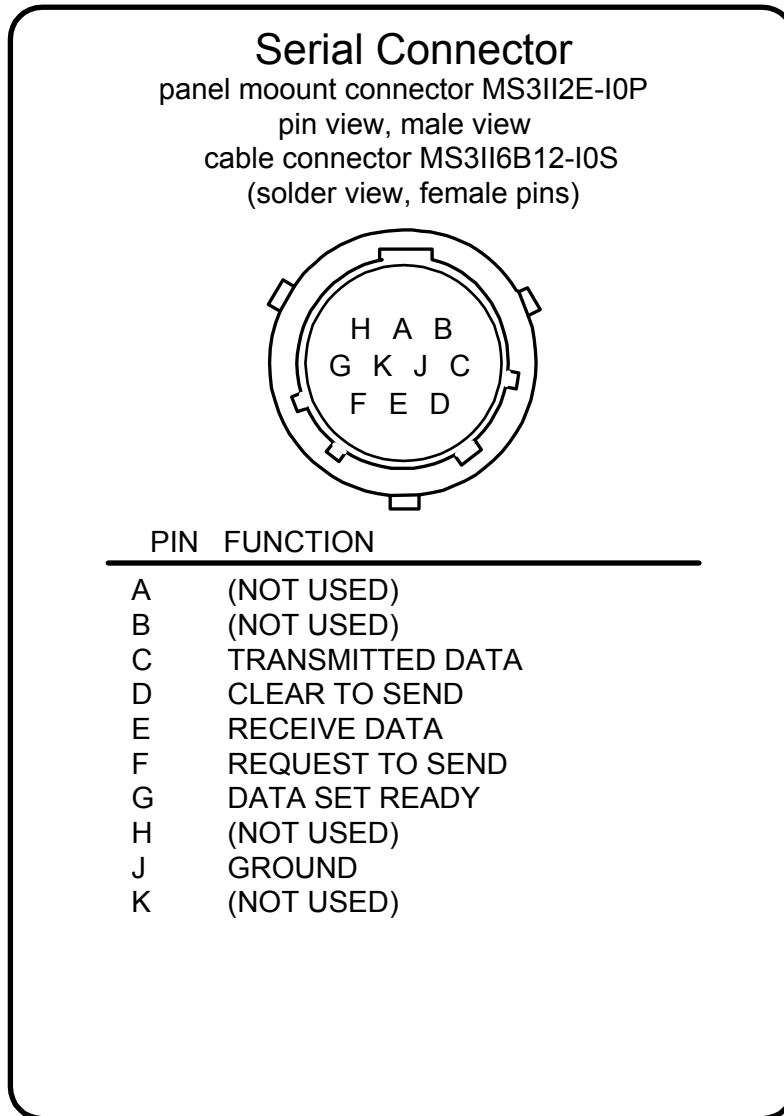 Serial Connector
panel moount connector MS3II2E-I0P
pin view, male view
cable connector MS3II6B12-I0S
(solder view, female pins)
H A B
G K J C
F E D
PIN FUNCTION
A (NOT USED)
B (NOT USED)
C TRANSMITTED DATA
D CLEAR TO SEND
E RECEIVE DATA
F REQUEST TO SEND
G DATA SET READY
H (NOT USED)
J GROUND
K (NOT USED)